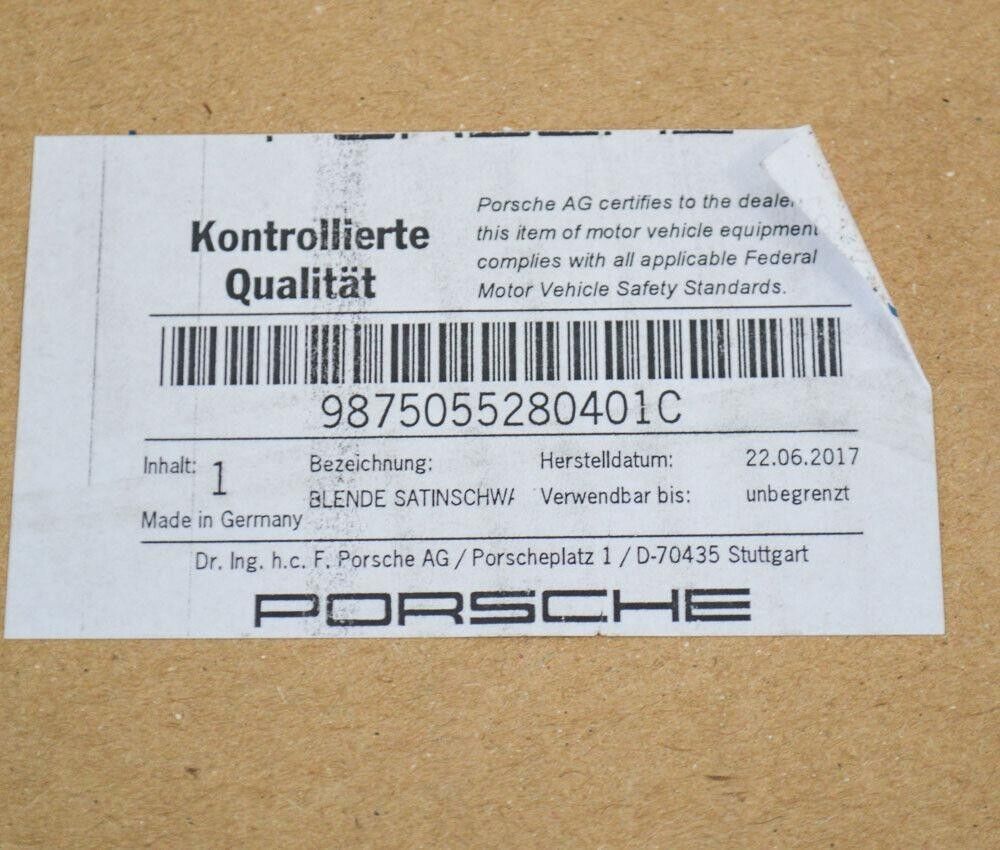 Kontrollierte
Qualität
Porsche AG certifies to the dealer
this item of motor vehicle equipment
complies with all applicable Federal
Motor Vehicle Safety Standards.
9875055280401C
Inhalt: 1
Bezeichnung:
BLENDE SATINSCHWA
Herstelldatum: 22.06.2017
Verwendbar bis: unbegrenzt
Made in Germany
Dr. Ing. h.c. F. Porsche AG / Porscheplatz 1 / D-70435 Stuttgart
PORSCHE